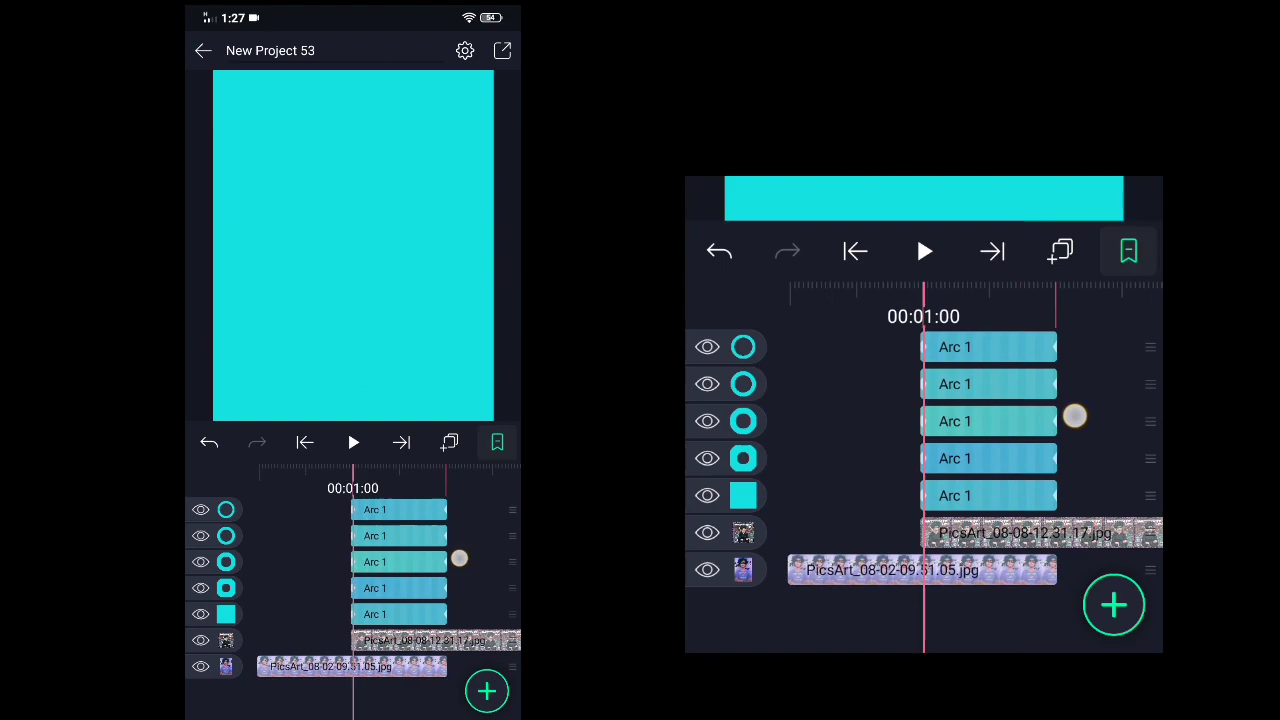 H 1:27 54
New Project 53
00:01:00
Arc 1
Arc 1
Arc 1
Arc 1
Arc 1
PicsArt_08-08-12.31.17.jpg
PicsArt_08-02-09.31.05.jpg
00:01:00
Arc 1
Arc 1
Arc 1
Arc 1
Arc 1
PicsArt_08-08-12.31.17.jpg
PicsArt_08-02-09.31.05.jpg